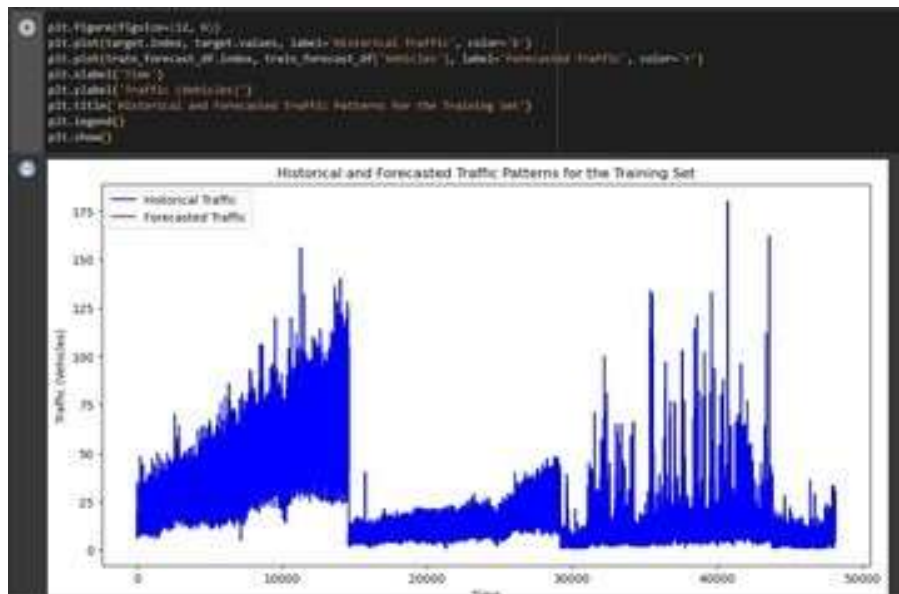 plt.figure(figsize=(12, 6))
plt.plot(target.index, target.values, label='Historical Traffic', color='b')
plt.plot(train_forecast_df.index, train_forecast_df['Vehicles'], label='Forecasted Traffic', color='r')
plt.xlabel('Time')
plt.ylabel('Traffic (Vehicles)')
plt.title('Historical and Forecasted Traffic Patterns for the Training Set')
plt.legend()
plt.show()
Historical and Forecasted Traffic Patterns for the Training Set
Historical Traffic
Forecasted Traffic
175
150
125
100
75
50
25
0
Traffic (Vehicles)
0 10000 20000 30000 40000 50000